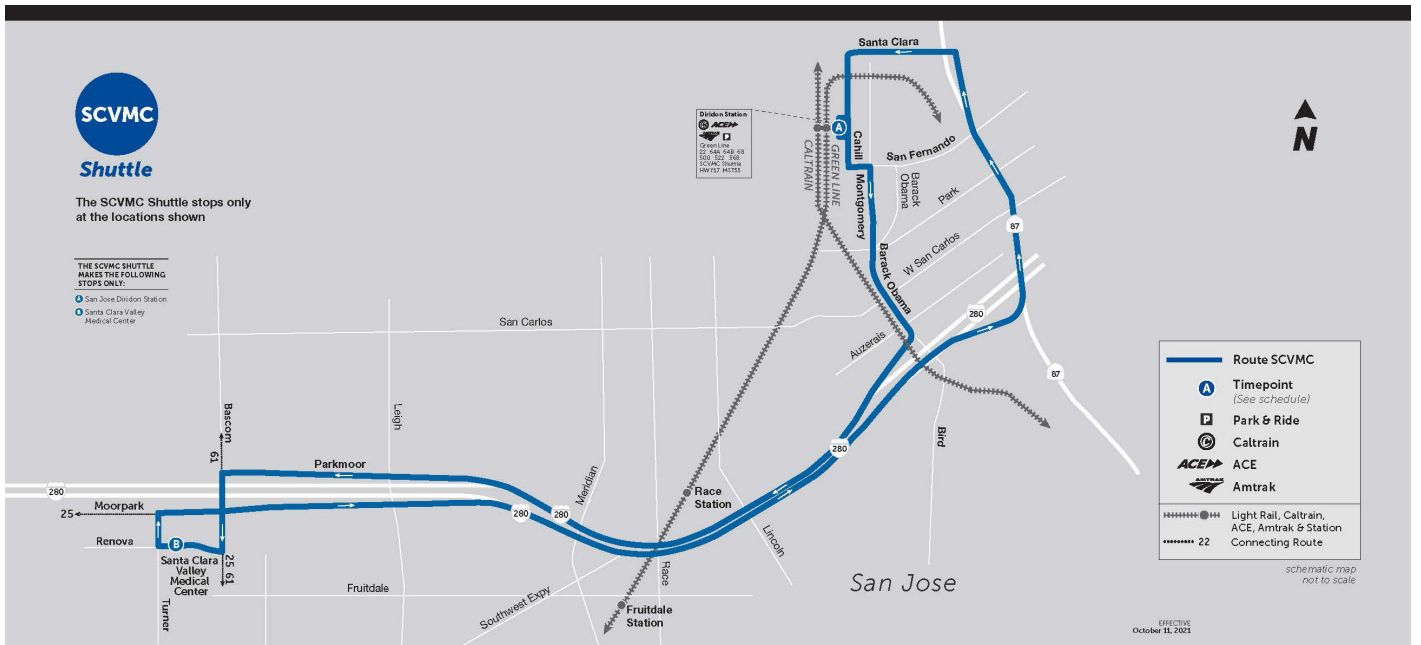 SCVMC
Shuttle
The SCVMC Shuttle stops only
at the locations shown
THE SCVMC SHUTTLE
MAKES THE FOLLOWING
STOPS ONLY:
A San Jose Diridon Station
B Santa Clara Valley
Medical Center
Diridon Station
ACE
AMTRAK P
Green Line
22 64A 64B 68
500 522 568
SCVMC Shuttle
HWY17 MST55
Santa Clara
A
CALTRAIN
GREEN LINE
Cahill
San Fernando
Montgomery
Barack
Obama
Park
Barack Obama
W San Carlos
87
280
Auzerais
87
San Carlos
Bird
N
Bascom
61
Leigh
Parkmoor
Meridian
280
280
Moorpark
25
280
280
Race
Station
Lincoln
Renova
B
Santa Clara
Valley
Medical
Center
25 61
Turner
Fruitdale
Southwest Expy
Race
Fruitdale
Station
San Jose
Route SCVMC
A
Timepoint
(See schedule)
P
Park & Ride
C
Caltrain
ACE
ACE
AMTRAK
Amtrak
Light Rail, Caltrain,
ACE, Amtrak & Station
22
Connecting Route
schematic map
not to scale
EFFECTIVE
October 11, 2021